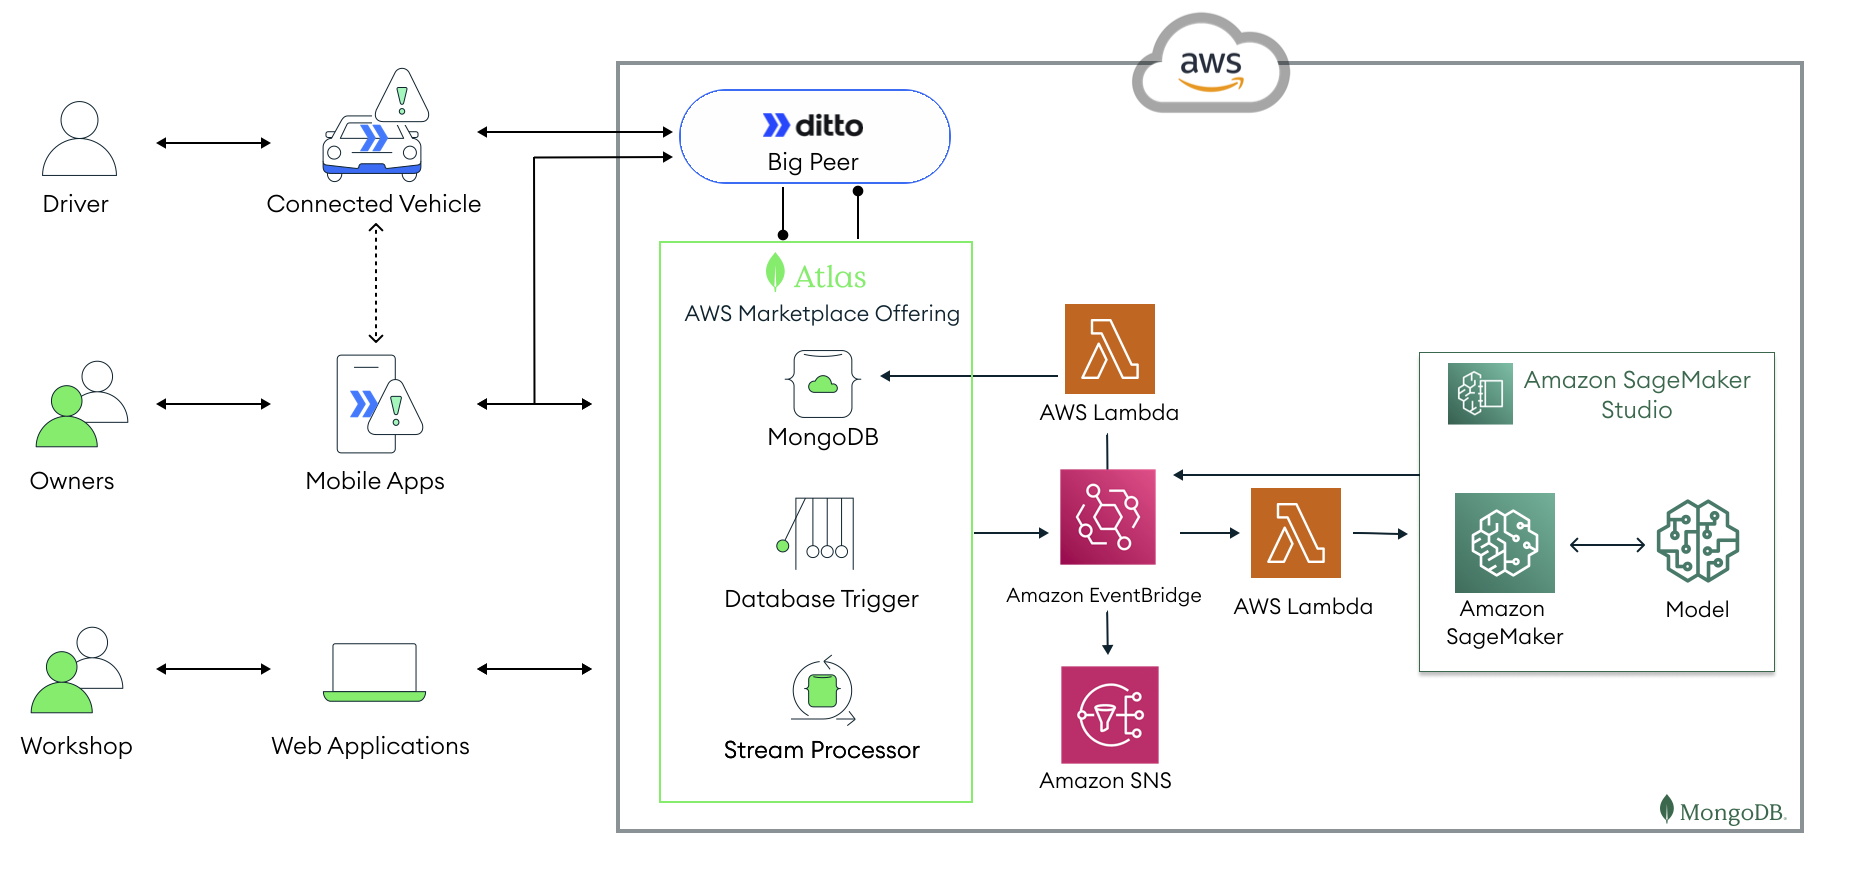 aws
ditto
Big Peer
Driver
Connected Vehicle
Atlas
AWS Marketplace Offering
AWS Lambda
MongoDB
Amazon SageMaker
Studio
Owners
Mobile Apps
Database Trigger
Amazon EventBridge
AWS Lambda
Amazon
SageMaker
Model
Workshop
Web Applications
Stream Processor
Amazon SNS
MongoDB.